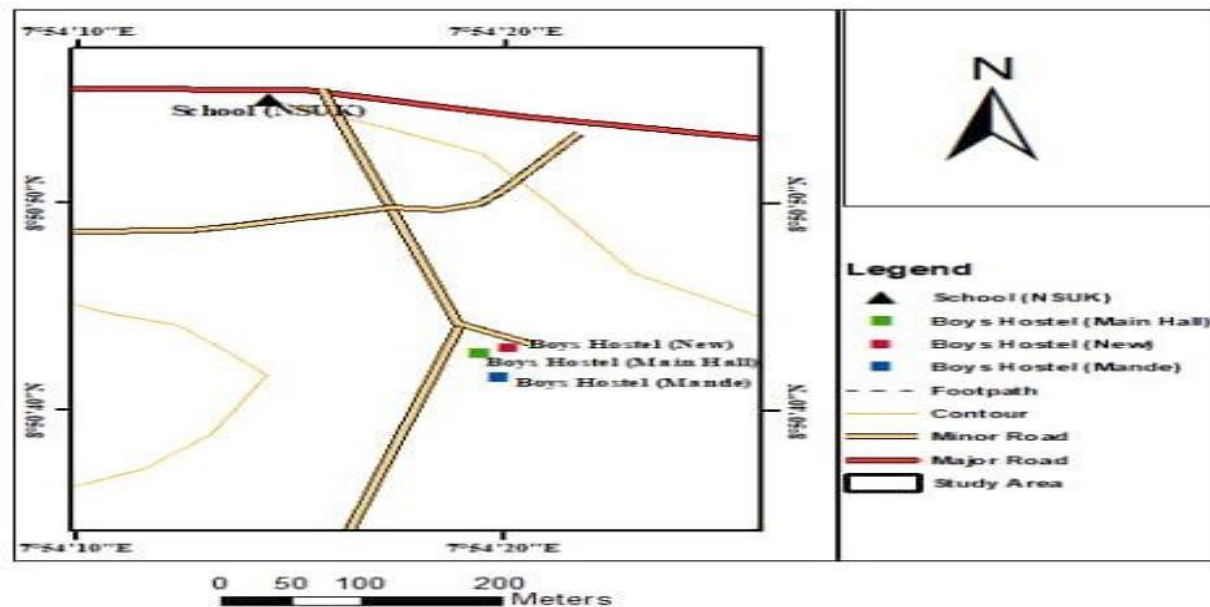 7°54'10"E 7°54'20"E
N
School (NSUK)
8°50'50"N 8°50'50"N
Legend
School (NSUK)
Boys Hostel (Main Hall)
Boys Hostel (New)
Boys Hostel (Mande)
Footpath
Contour
Minor Road
Major Road
Study Area
Boys Hostel (New)
Boys Hostel (Main Hall)
Boys Hostel (Mande)
8°50'40"N 8°50'40"N
7°54'10"E 7°54'20"E
0 50 100 200
Meters